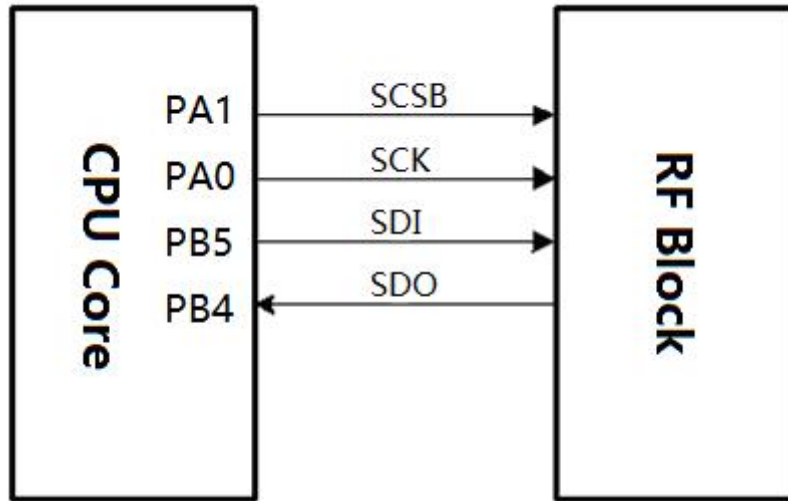 CPU Core
PA1
SCSB
PA0
SCK
PB5
SDI
PB4
SDO
RF Block